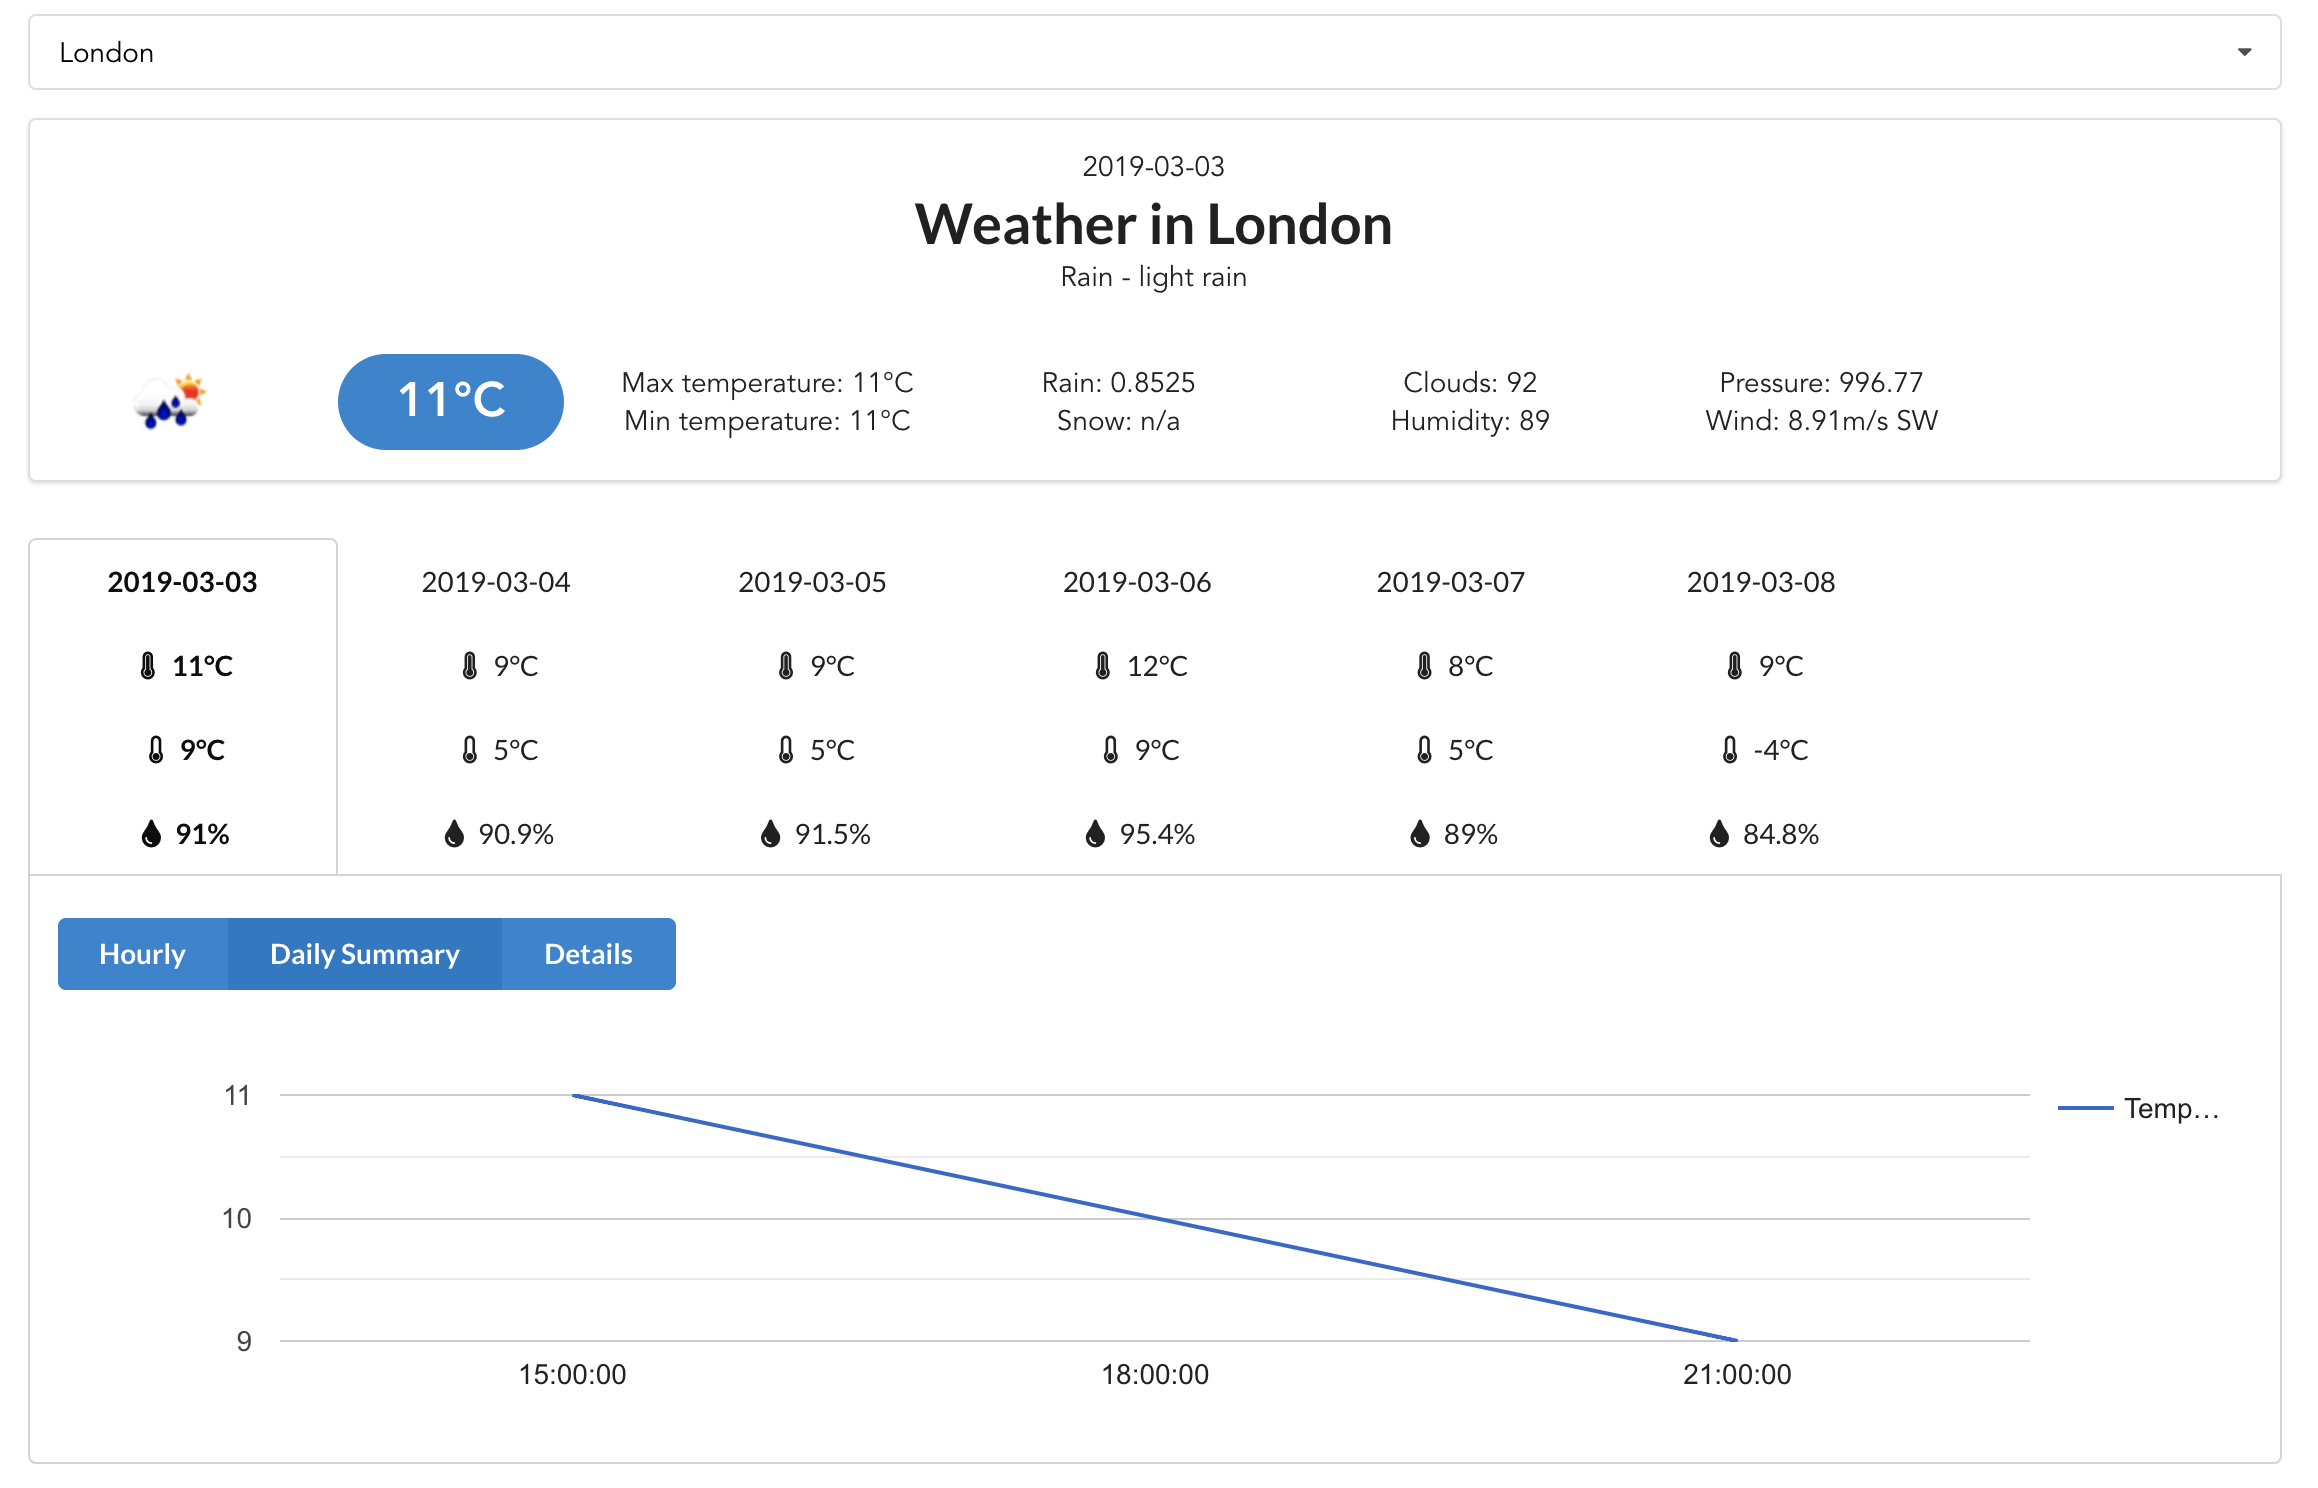 London
2019-03-03
Weather in London
Rain - light rain
11°C
Max temperature: 11°C
Min temperature: 11°C
Rain: 0.8525
Snow: n/a
Clouds: 92
Humidity: 89
Pressure: 996.77
Wind: 8.91m/s SW
2019-03-03 2019-03-04 2019-03-05 2019-03-06 2019-03-07 2019-03-08
11°C 9°C 9°C 12°C 8°C 9°C
9°C 5°C 5°C 9°C 5°C -4°C
91% 90.9% 91.5% 95.4% 89% 84.8%
Hourly Daily Summary Details
11
Temp...
10
9
15:00:00 18:00:00 21:00:00